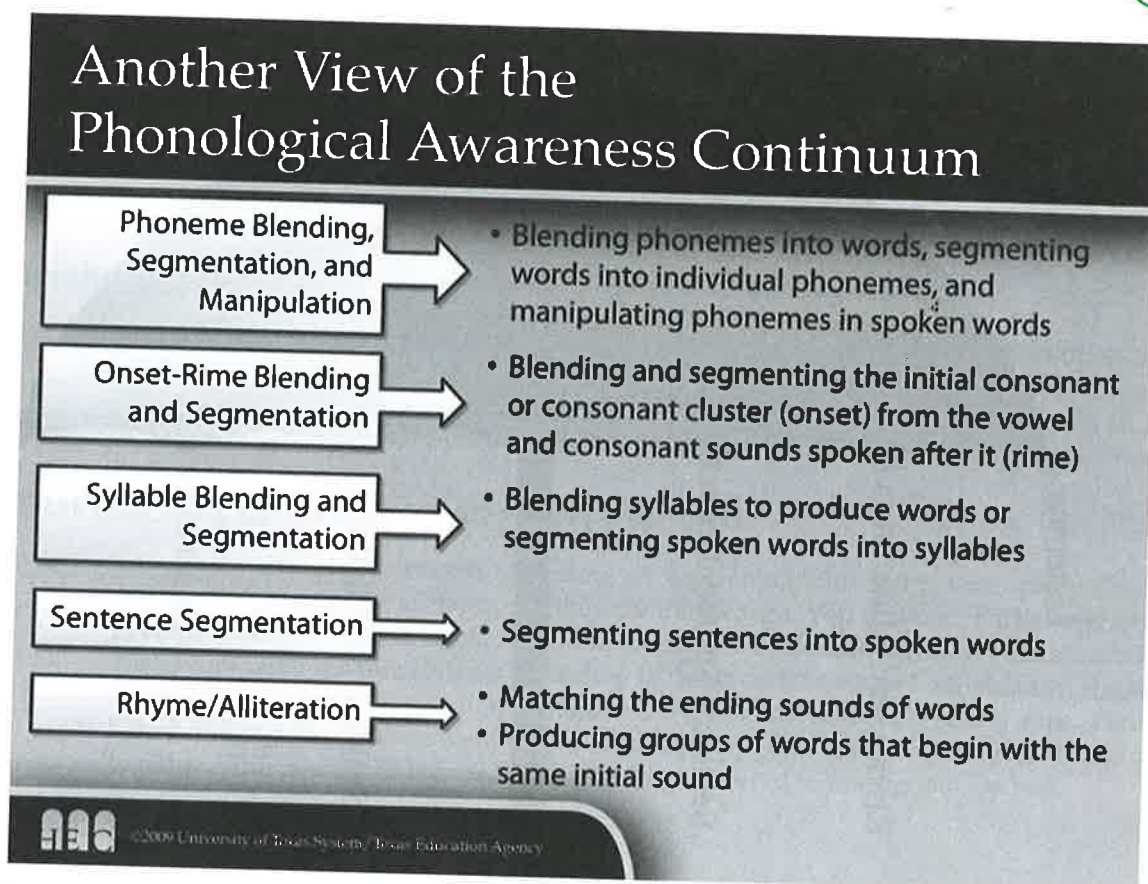 Another View of the
Phonological Awareness Continuum
Phoneme Blending,
Segmentation, and
Manipulation
• Blending phonemes into words, segmenting
words into individual phonemes, and
manipulating phonemes in spoken words
Onset-Rime Blending
and Segmentation
• Blending and segmenting the initial consonant
or consonant cluster (onset) from the vowel
and consonant sounds spoken after it (rime)
Syllable Blending and
Segmentation
• Blending syllables to produce words or
segmenting spoken words into syllables
Sentence Segmentation
• Segmenting sentences into spoken words
Rhyme/Alliteration
• Matching the ending sounds of words
• Producing groups of words that begin with the
same initial sound
©2009 University of Texas System/Texas Education Agency